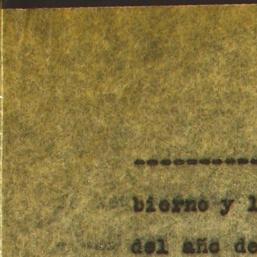 ----------
bierno y l
del año de